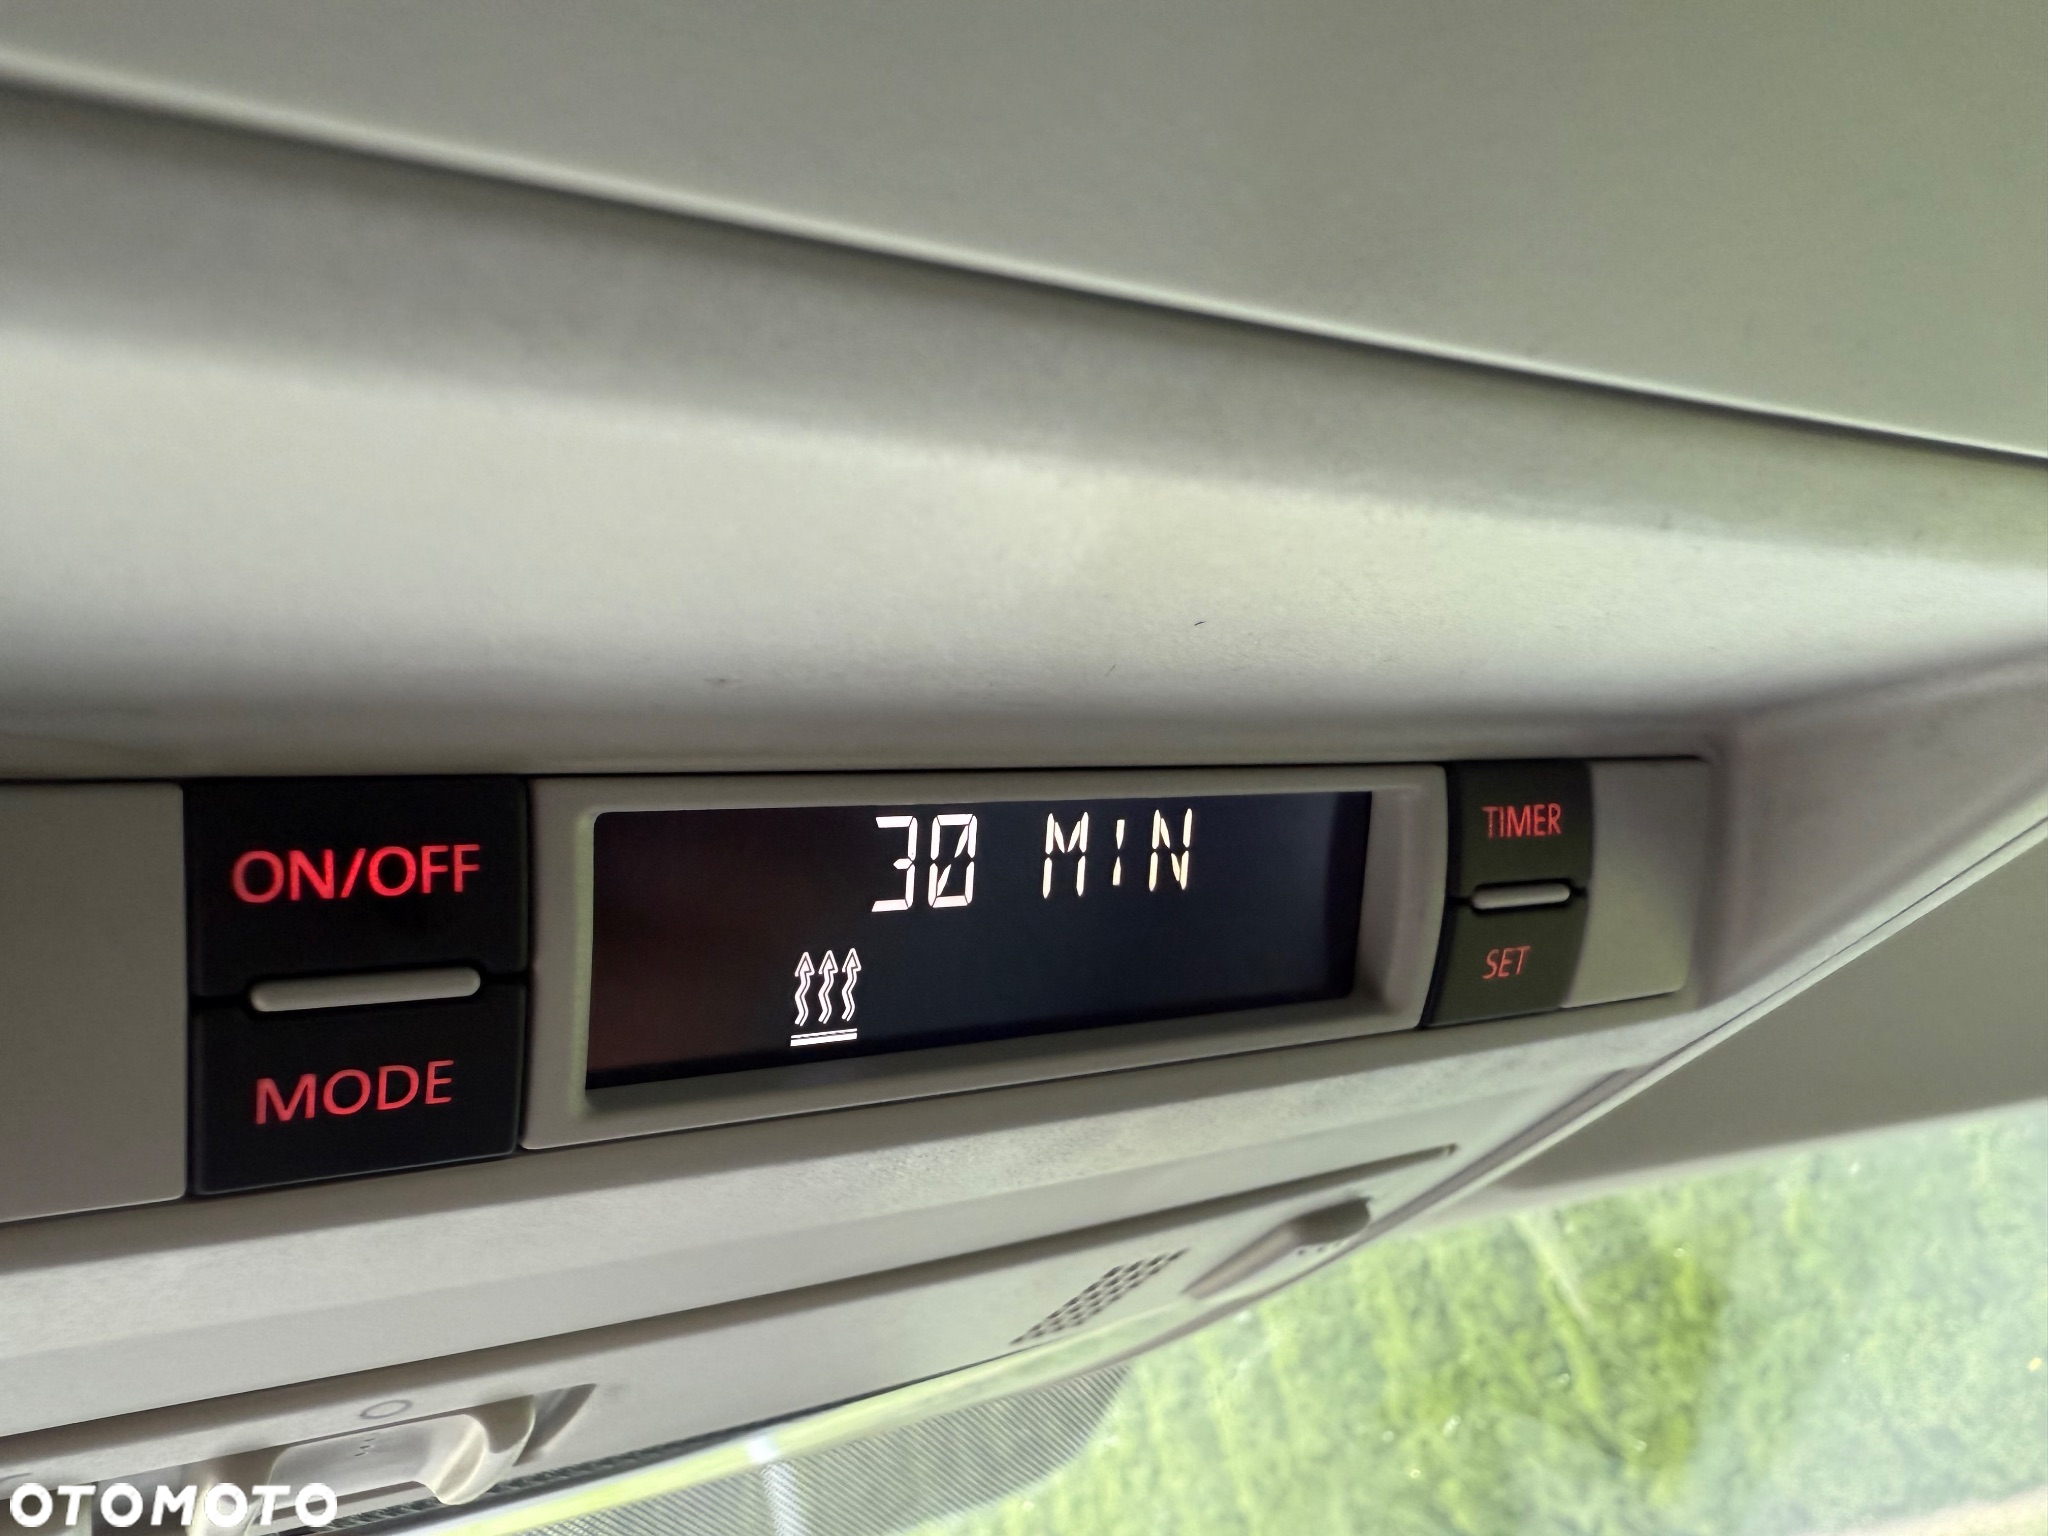 ON/OFF
MODE
30 MIN
TIMER
SET
OTOMOTO